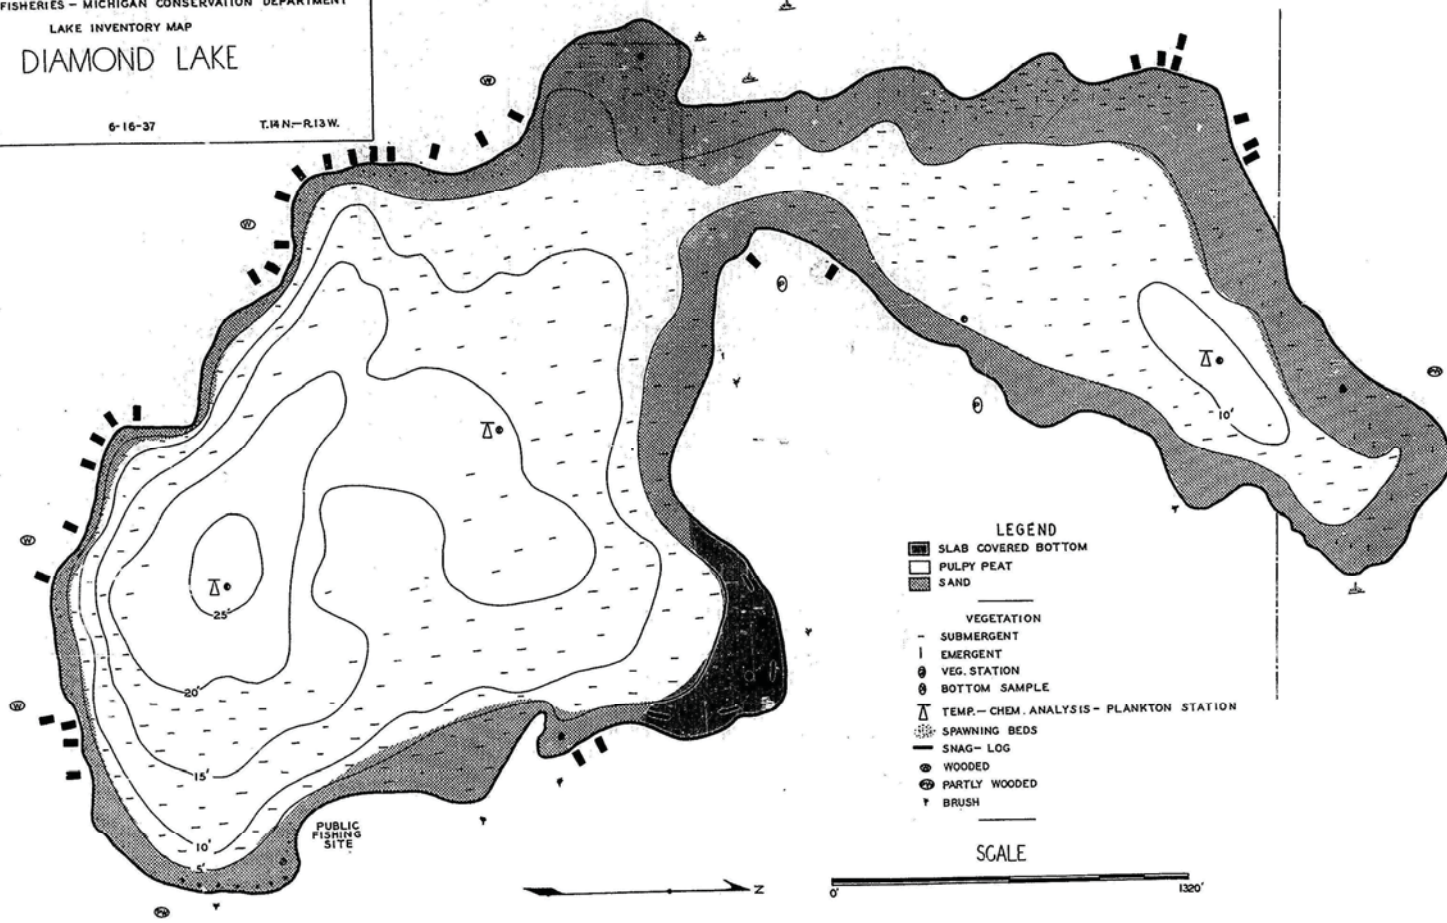 FISHERIES - MICHIGAN CONSERVATION DEPARTMENT
LAKE INVENTORY MAP
DIAMOND LAKE
6-16-37 T.14 N.-R.13 W.
W
W
W
W
PW
PW
P
P
25'
20'
15'
10'
5'
10'
PUBLIC
FISHING
SITE
N
LEGEND
SLAB COVERED BOTTOM
PULPY PEAT
SAND
VEGETATION
SUBMERGENT
EMERGENT
VEG. STATION
BOTTOM SAMPLE
TEMP. - CHEM. ANALYSIS - PLANKTON STATION
SPAWNING BEDS
SNAG - LOG
WOODED
PARTLY WOODED
BRUSH
SCALE
0' 1320'